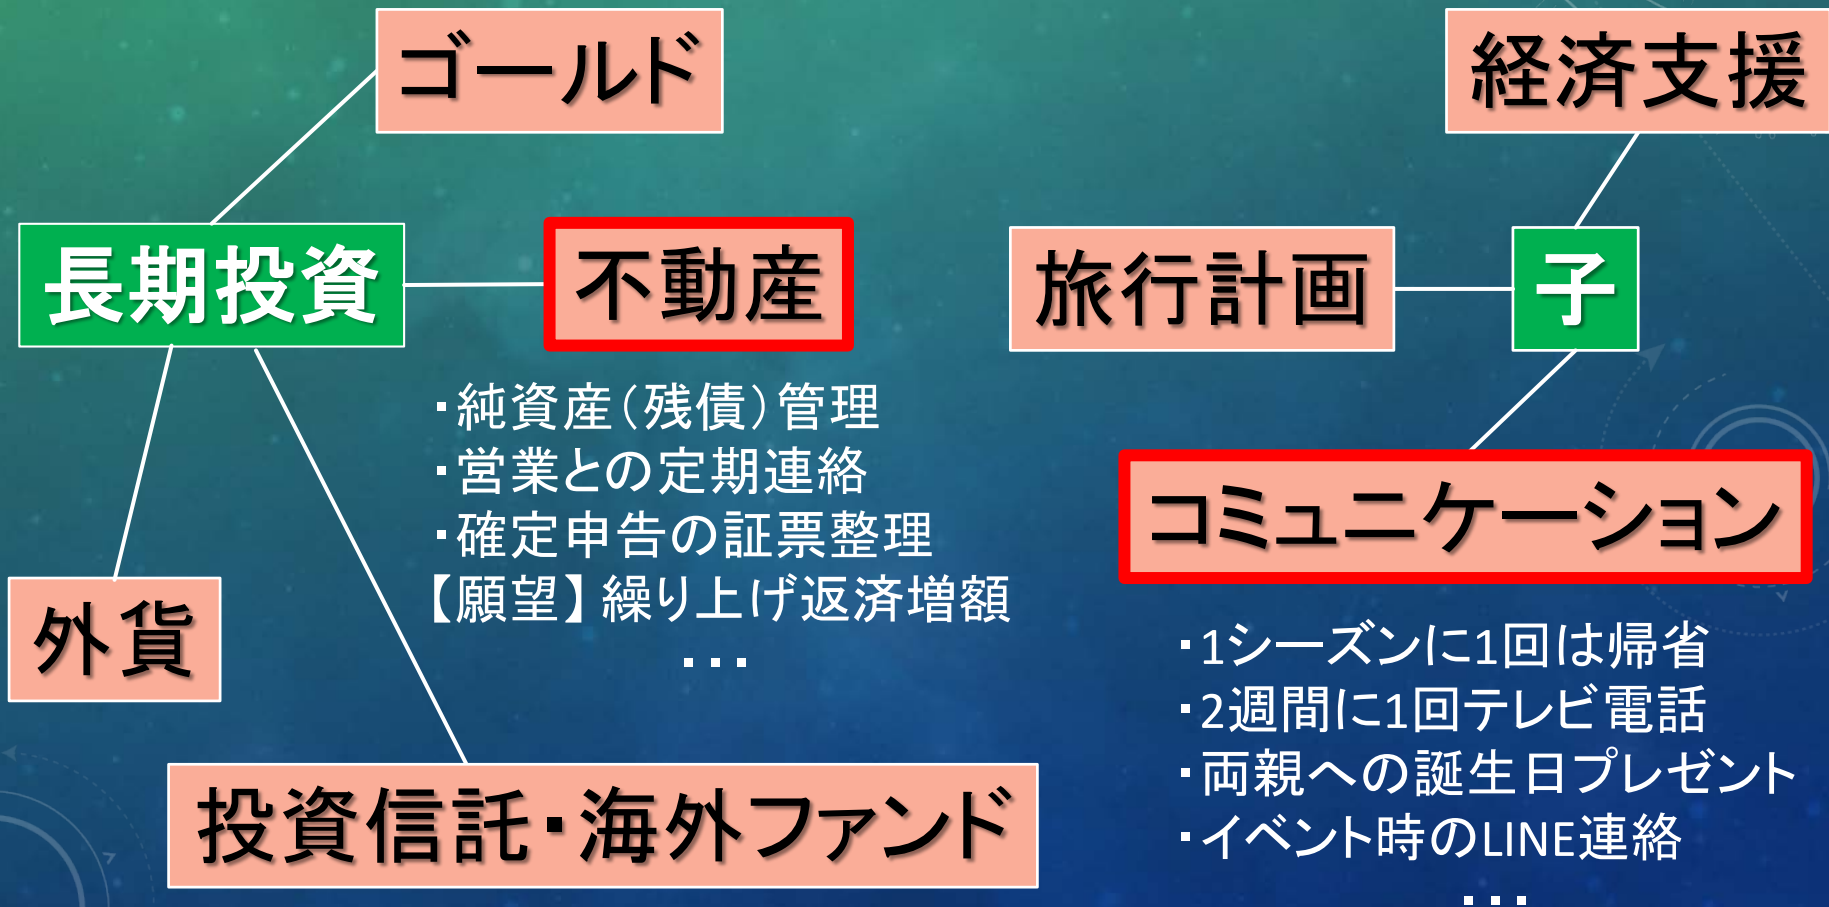 ゴールド
長期投資
不動産
・純資産（残債）管理
・営業との定期連絡
・確定申告の証票整理
【願望】繰り上げ返済増額
・・・
外貨
投資信託・海外ファンド
経済支援
旅行計画
子
コミュニケーション
・1シーズンに1回は帰省
・2週間に1回テレビ電話
・両親への誕生日プレゼント
・イベント時のLINE連絡
・・・